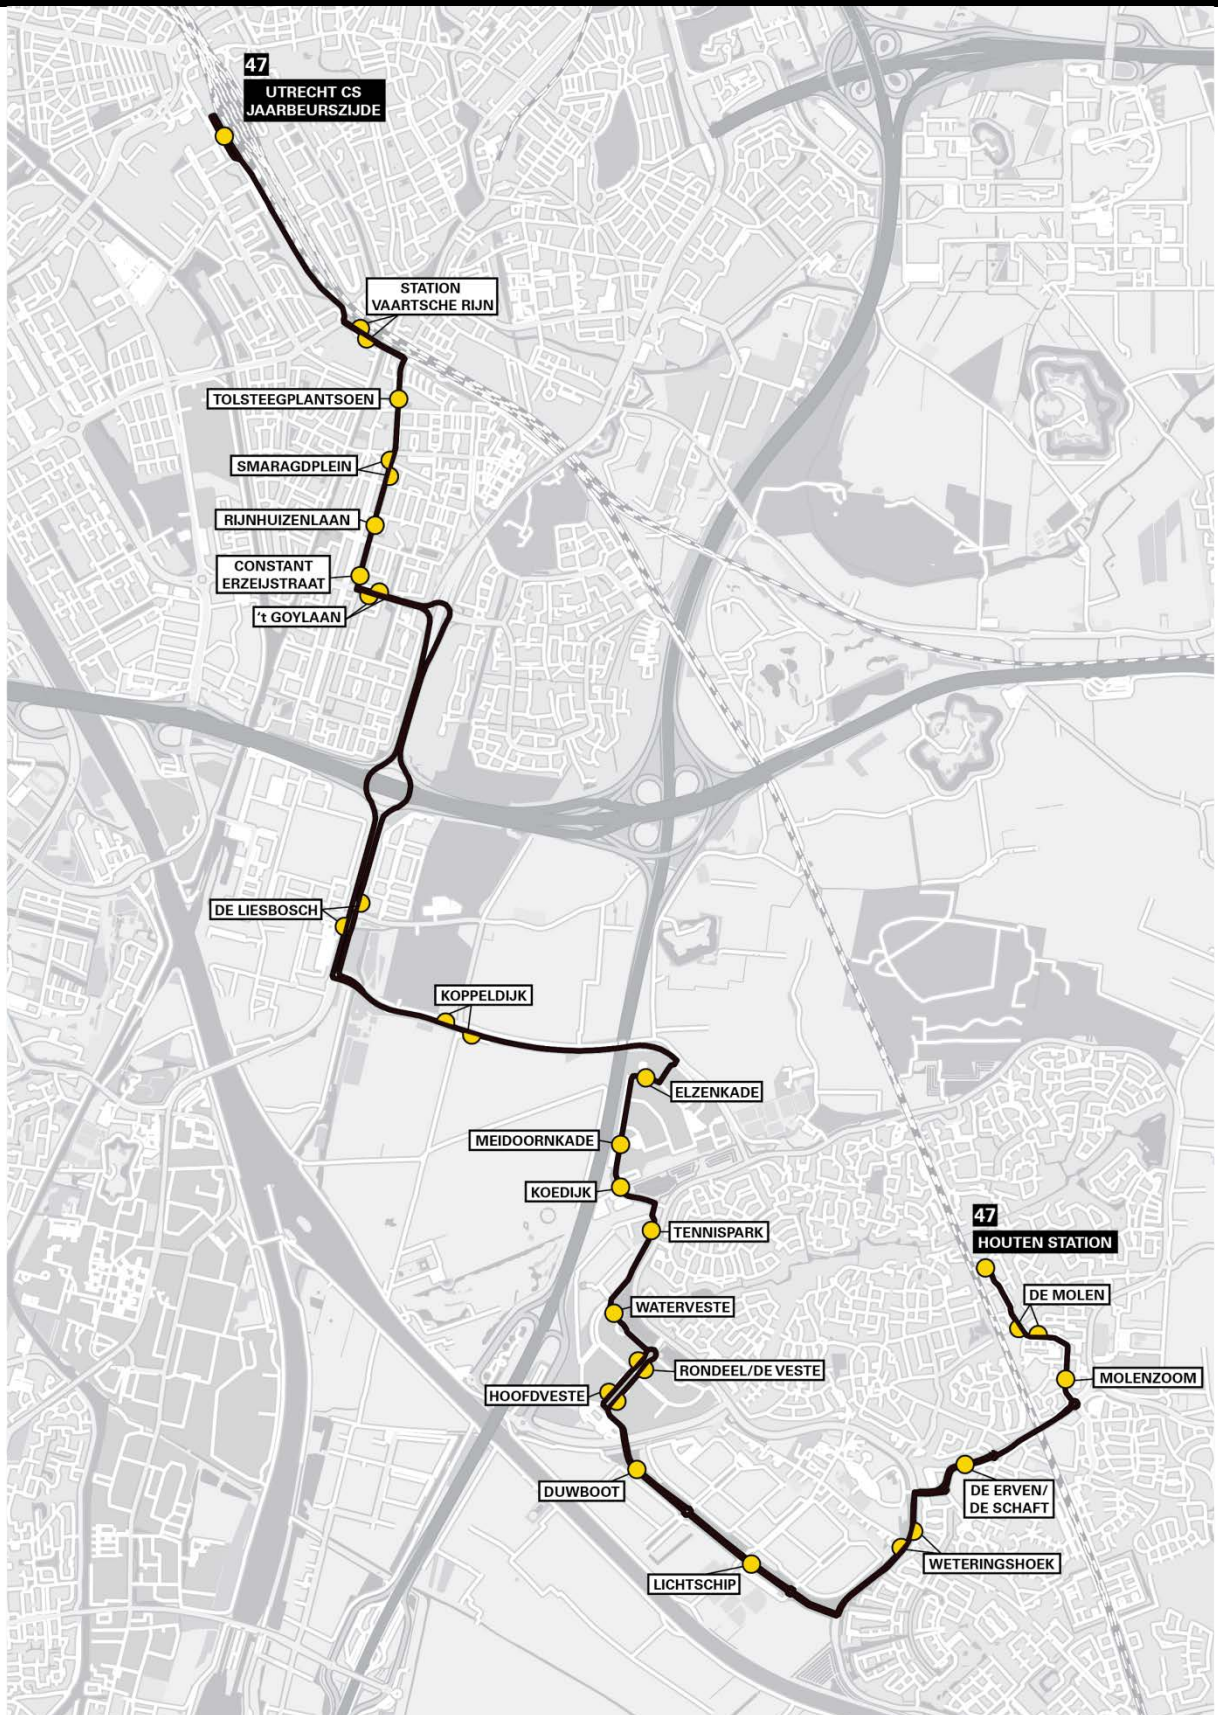 47
UTRECHT CS
JAARBEURSZIJDE
STATION
VAARTSCHE RIJN
TOLSTEEGPLANTSOEN
SMARAGDPLEIN
RIJNHUIZENLAAN
CONSTANT
ERZEIJSTRAAT
't GOYLAAN
DE LIESBOSCH
KOPPELDIJK
ELZENKADE
MEIDOORNKADE
KOEDIJK
TENNISPARK
WATERVESTE
RONDEEL/DE VESTE
HOOFDVESTE
DUWBOOT
LICHTSCHIP
WETERINGSHOEK
DE ERVEN/
DE SCHAFT
MOLENZOOM
DE MOLEN
47
HOUTEN STATION